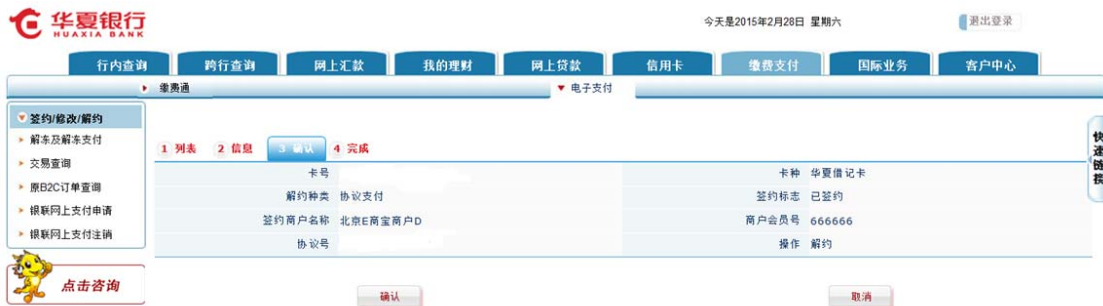 华夏银行
HUAXIA BANK
今天是2015年2月28日 星期六
退出登录
行内查询 跨行查询 网上汇款 我的理财 网上贷款 信用卡 缴费支付 国际业务 客户中心
缴费通 电子支付
签约/修改/解约
解冻及解冻支付
交易查询
原B2C订单查询
银联网上支付申请
银联网上支付注销
点击咨询
1 列表 2 信息 3 确认 4 完成
卡号 卡种 华夏借记卡
解约种类 协议支付 签约标志 已签约
签约商户名称 北京E商宝商户D 商户会员号 666666
协议号 操作 解约
确认 取消
快速链接